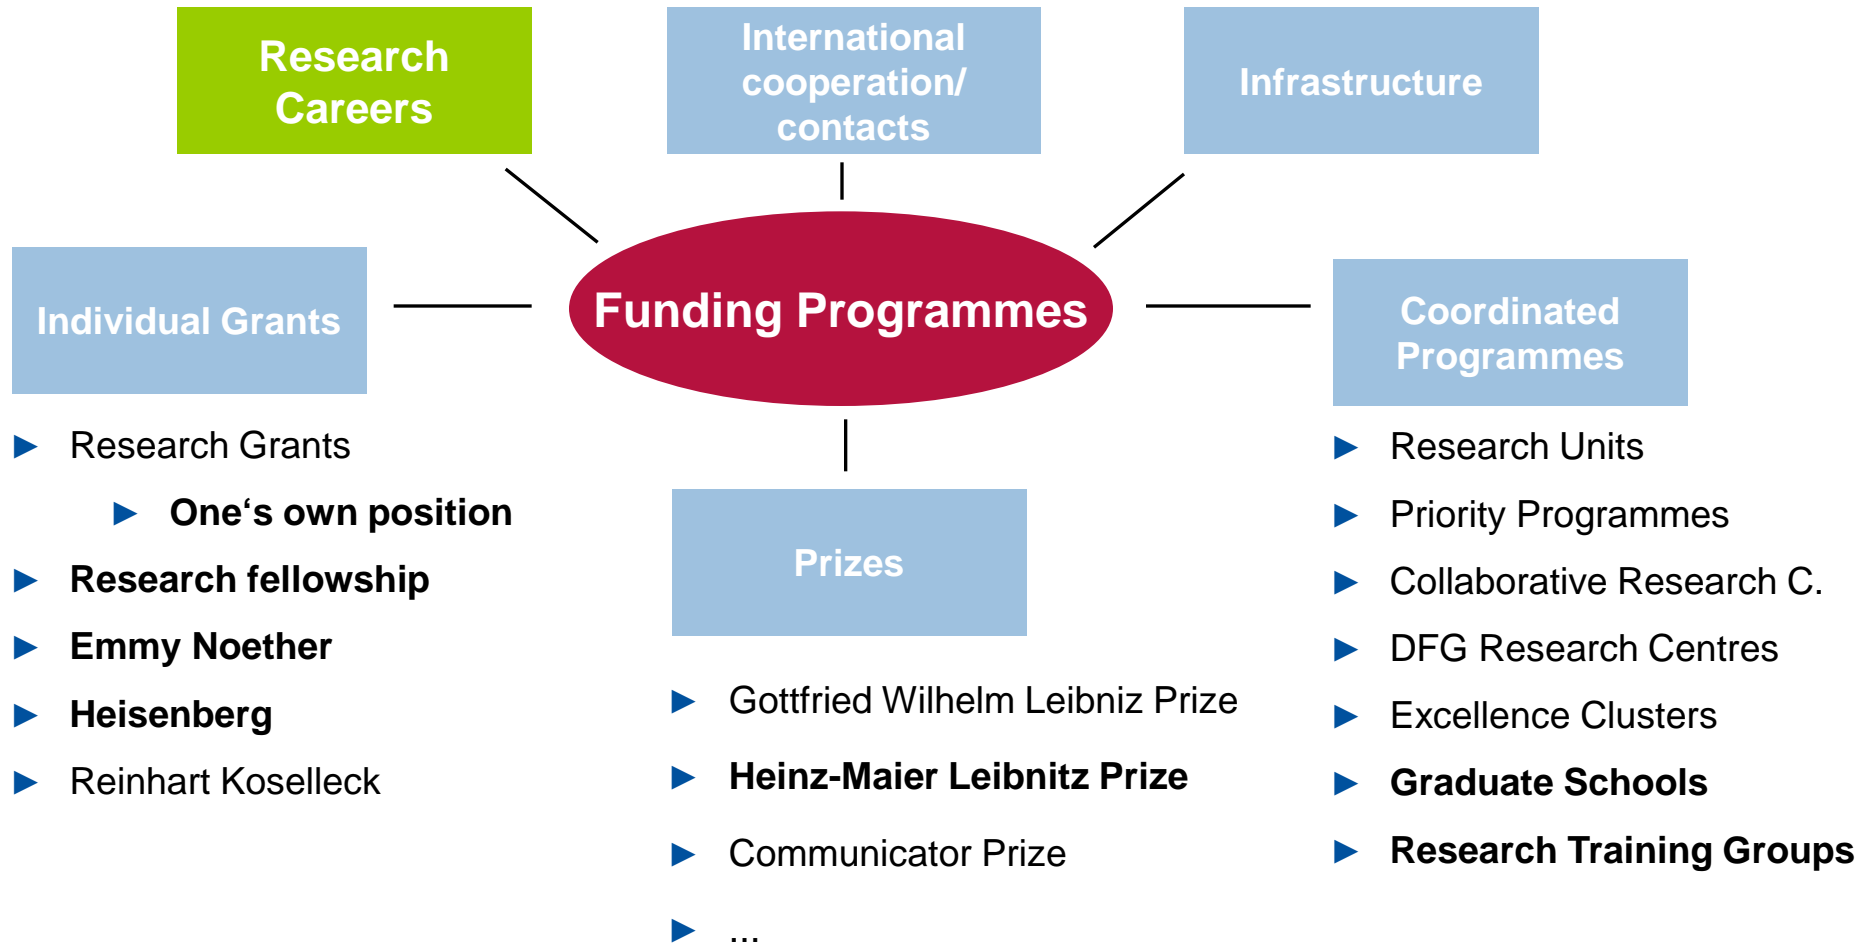 Research
Careers
International
cooperation/
contacts
Infrastructure
Individual Grants
Funding Programmes
Coordinated
Programmes
► Research Grants
► One‘s own position
► Research fellowship
► Emmy Noether
► Heisenberg
► Reinhart Koselleck
Prizes
► Gottfried Wilhelm Leibniz Prize
► Heinz-Maier Leibnitz Prize
► Communicator Prize
► ...
► Research Units
► Priority Programmes
► Collaborative Research C.
► DFG Research Centres
► Excellence Clusters
► Graduate Schools
► Research Training Groups